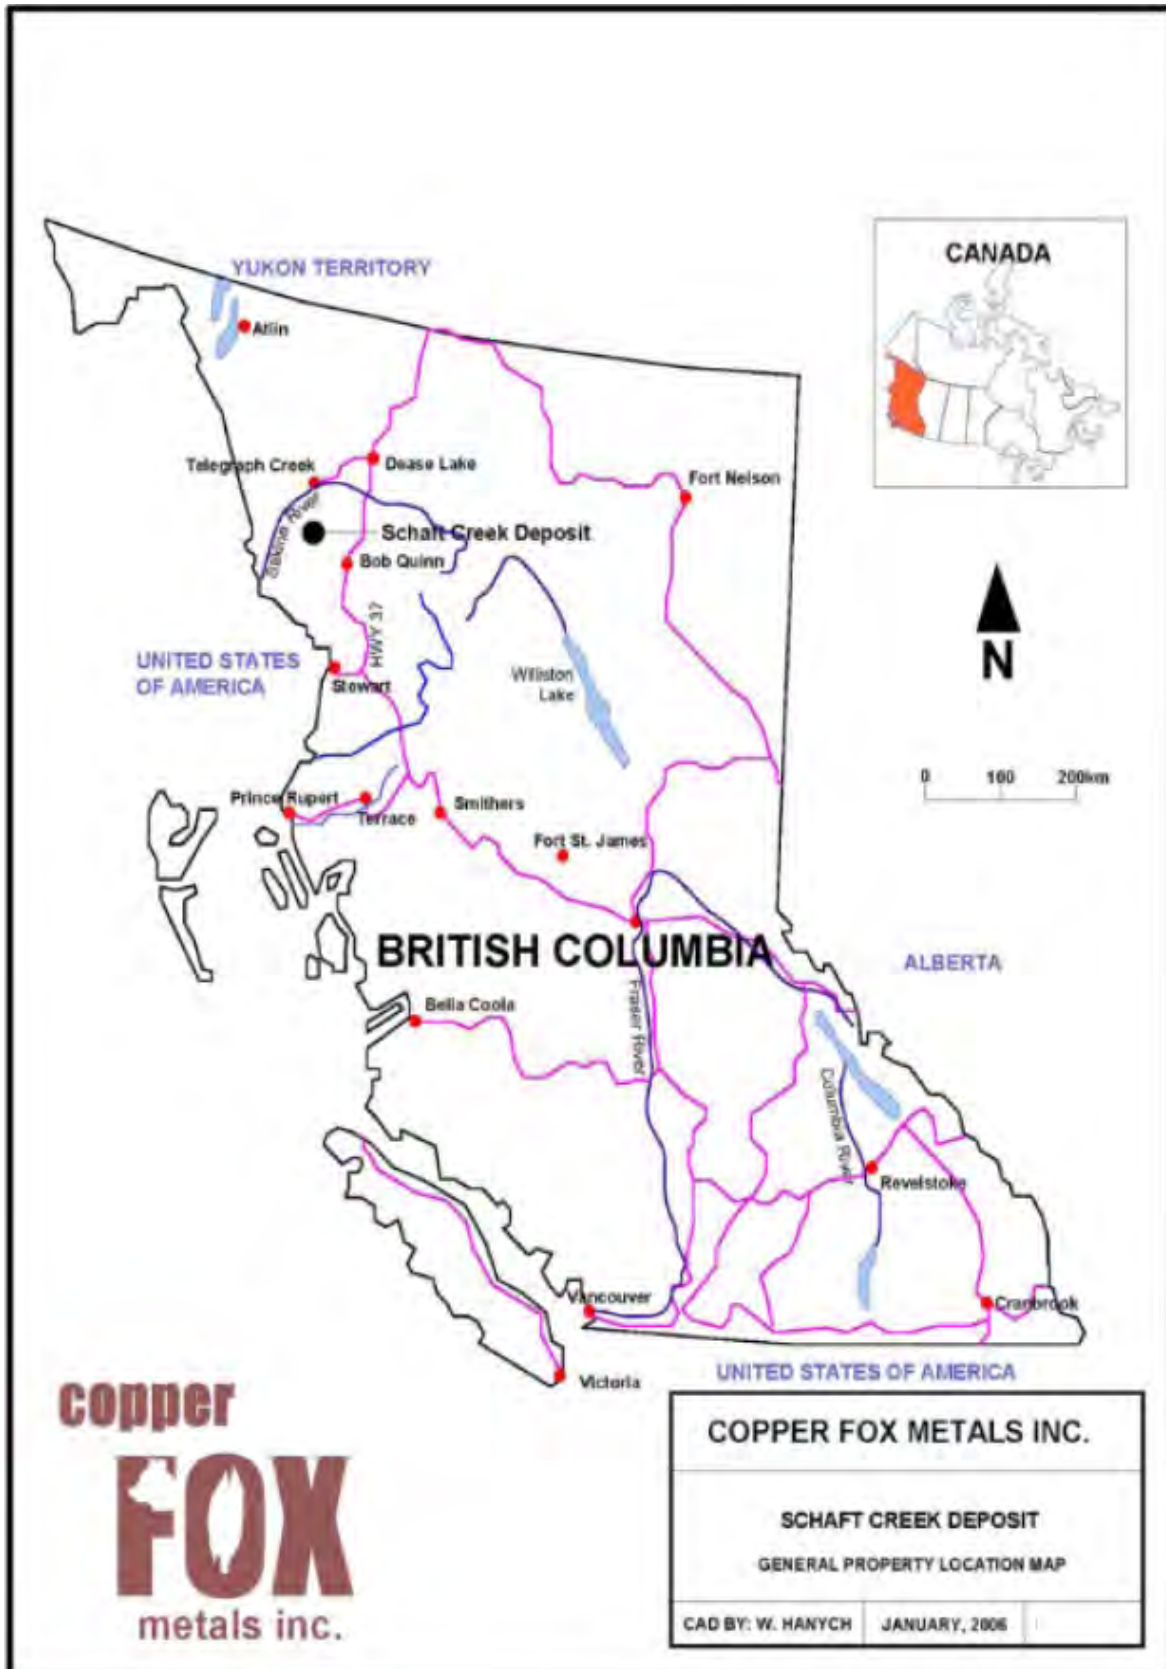 CANADA
YUKON TERRITORY
Atlin
Telegraph Creek
Dease Lake
Fort Nelson
Stikine River
Schaft Creek Deposit
Bob Quinn
HWY 37
UNITED STATES
OF AMERICA
Stewart
Williston
Lake
N
0 100 200km
Prince Rupert
Terrace
Smithers
Fort St. James
BRITISH COLUMBIA
ALBERTA
Bella Coola
Fraser River
Columbia River
Revelstoke
Vancouver
Cranbrook
Victoria
UNITED STATES OF AMERICA
copper
FOX
metals inc.
COPPER FOX METALS INC.
SCHAFT CREEK DEPOSIT
GENERAL PROPERTY LOCATION MAP
CAD BY: W. HANYCH
JANUARY, 2006